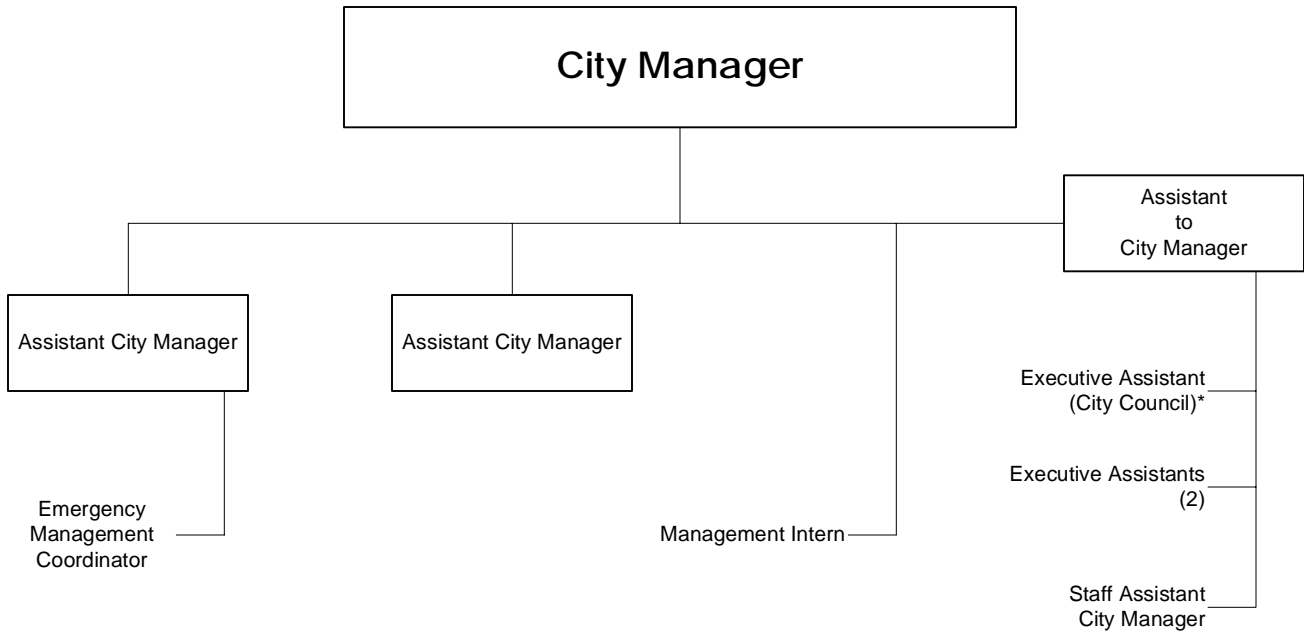 City Manager
Assistant
to
City Manager
Assistant City Manager
Assistant City Manager
Executive Assistant
(City Council)*
Executive Assistants
(2)
Emergency
Management
Coordinator
Management Intern
Staff Assistant
City Manager